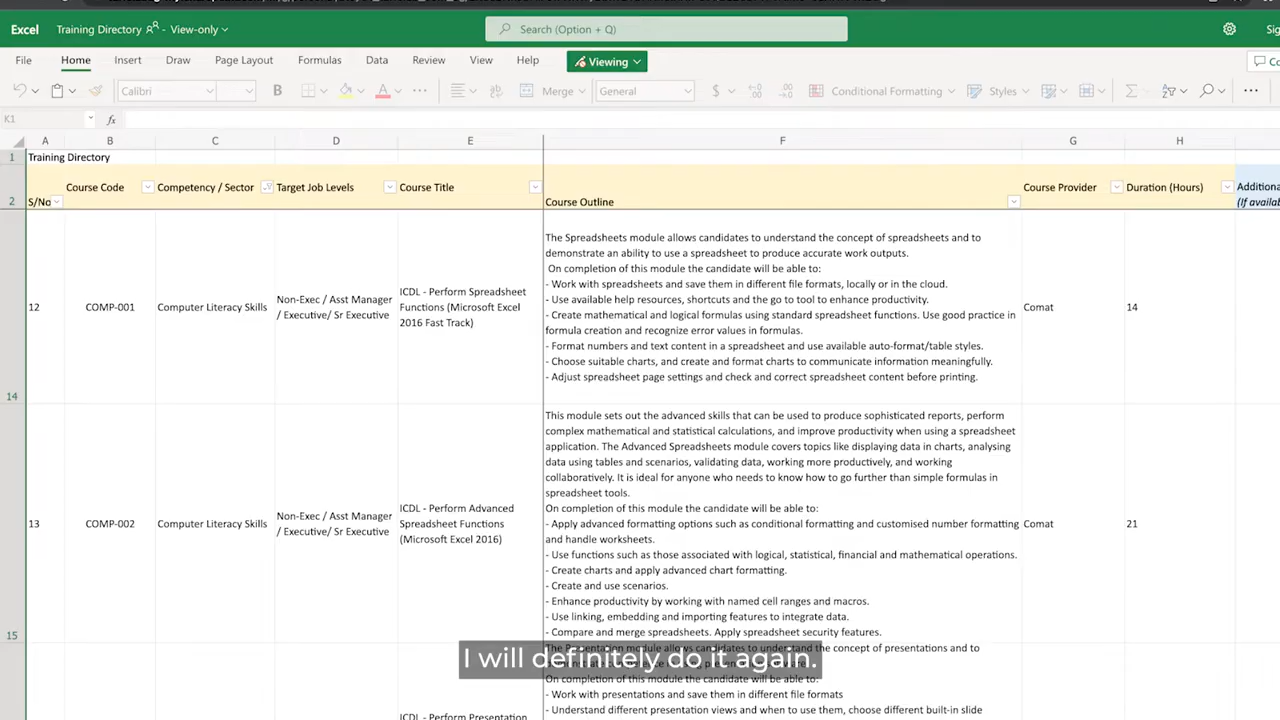 Excel Training Directory - View-only Search (Option + Q)
File Home Insert Draw Page Layout Formulas Data Review View Help Viewing
Calibri B A ... Merge General $ Conditional Formatting Styles ...
K1 fx
A B C D E F G H
1 Training Directory
Course Code Competency / Sector Target Job Levels Course Title Course Provider Duration (Hours)
2 S/No Course Outline
The Spreadsheets module allows candidates to understand the concept of spreadsheets and to
demonstrate an ability to use a spreadsheet to produce accurate work outputs.
On completion of this module the candidate will be able to:
- Work with spreadsheets and save them in different file formats, locally or in the cloud.
- Use available help resources, shortcuts and the go to tool to enhance productivity.
- Create mathematical and logical formulas using standard spreadsheet functions. Use good practice in
formula creation and recognize error values in formulas.
- Format numbers and text content in a spreadsheet and use available auto-format/table styles.
- Choose suitable charts, and create and format charts to communicate information meaningfully.
- Adjust spreadsheet page settings and check and correct spreadsheet content before printing.
12 COMP-001 Computer Literacy Skills
Non-Exec / Asst Manager
/ Executive/ Sr Executive
ICDL - Perform Spreadsheet
Functions (Microsoft Excel
2016 Fast Track)
Comat 14
14
This module sets out the advanced skills that can be used to produce sophisticated reports, perform
complex mathematical and statistical calculations, and improve productivity when using a spreadsheet
application. The Advanced Spreadsheets module covers topics like displaying data in charts, analysing
data using tables and scenarios, validating data, working more productively, and working
collaboratively. It is ideal for anyone who needs to know how to go further than simple formulas in
spreadsheet tools.
On completion of this module the candidate will be able to:
- Apply advanced formatting options such as conditional formatting and customised number formatting
and handle worksheets.
- Use functions such as those associated with logical, statistical, financial and mathematical operations.
- Create charts and apply advanced chart formatting.
- Create and use scenarios.
- Enhance productivity by working with named cell ranges and macros.
- Use linking, embedding and importing features to integrate data.
- Compare and merge spreadsheets. Apply spreadsheet security features.
13 COMP-002 Computer Literacy Skills
Non-Exec / Asst Manager
/ Executive/ Sr Executive
ICDL - Perform Advanced
Spreadsheet Functions
(Microsoft Excel 2016)
Comat 21
15
I will definitely do it again.
The Presentation module allows candidates to understand the concept of presentations and to
On completion of this module the candidate will be able to:
- Work with presentations and save them in different file formats
- Understand different presentation views and when to use them, choose different built-in slide
ICDL - Perform Presentation